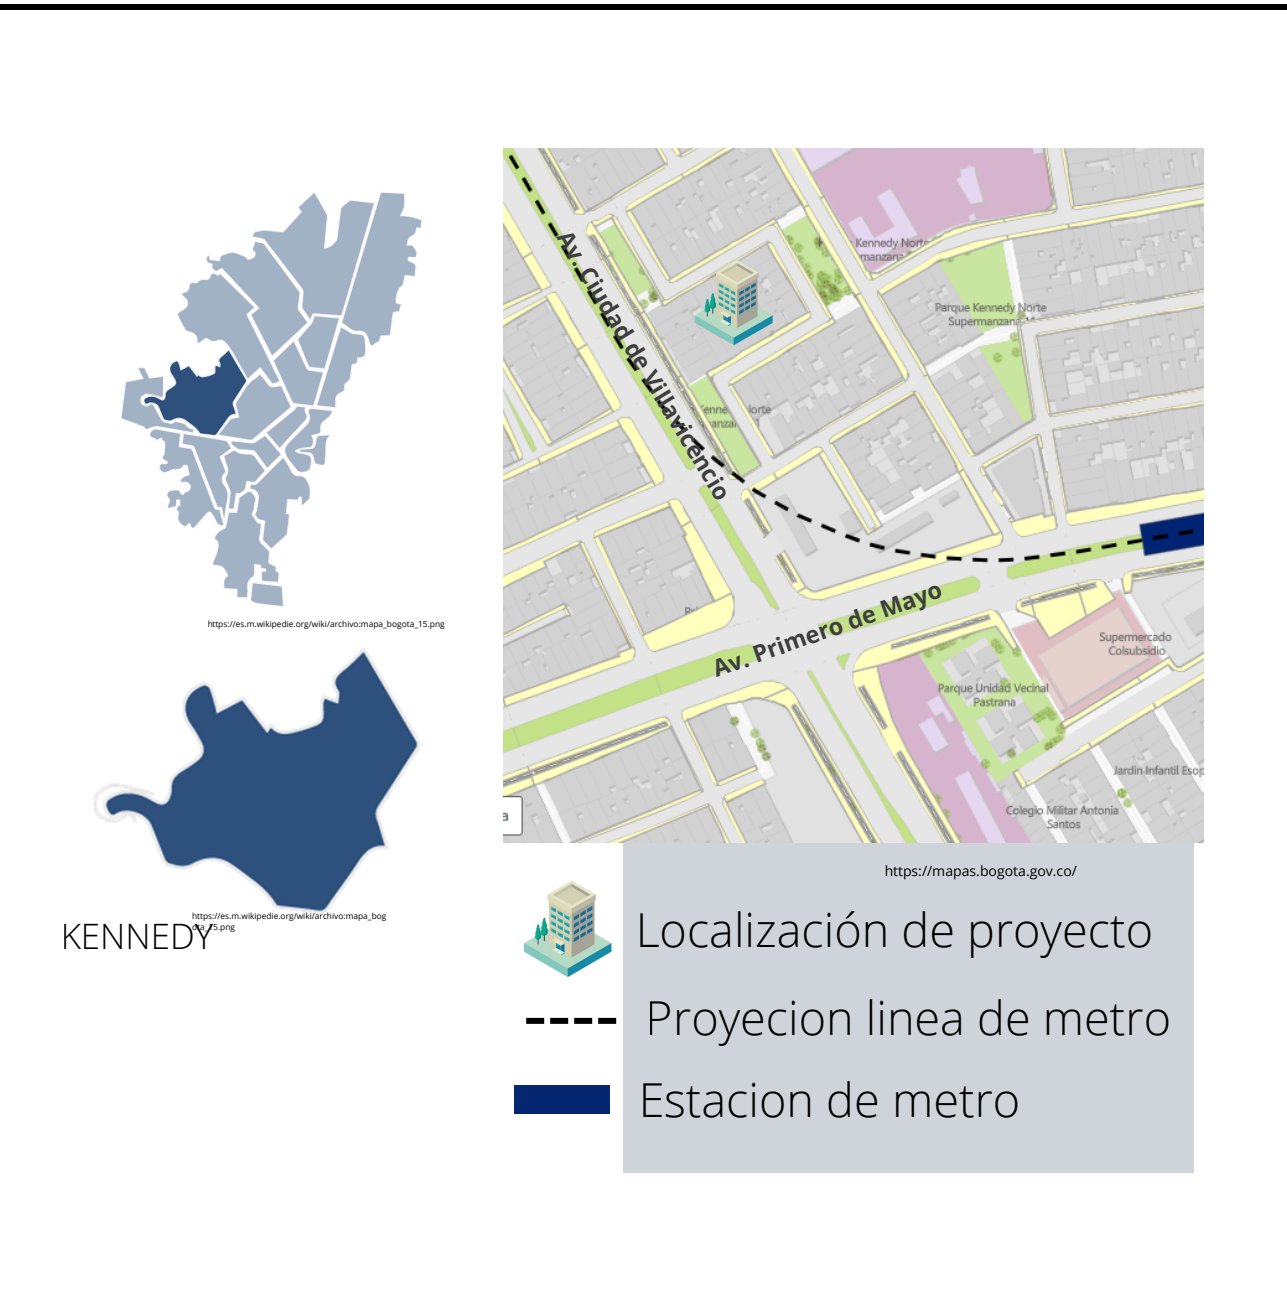 https://es.m.wikipedie.org/wiki/archivo:mapa_bogota_15.png
https://es.m.wikipedie.org/wiki/archivo:mapa_bog
ota_15.png
KENNEDY
Av. Ciudad de Villavicencio
Kennedy Norte
manzana
Parque Kennedy Norte
Supermanzana
Av. Primero de Mayo
Supermercado
Colsubsidio
Parque Unidad Vecinal
Pastrana
Jardin Infantil Esop
Colegio Militar Antonia
Santos
a
https://mapas.bogota.gov.co/
Localización de proyecto
Proyecion linea de metro
Estacion de metro